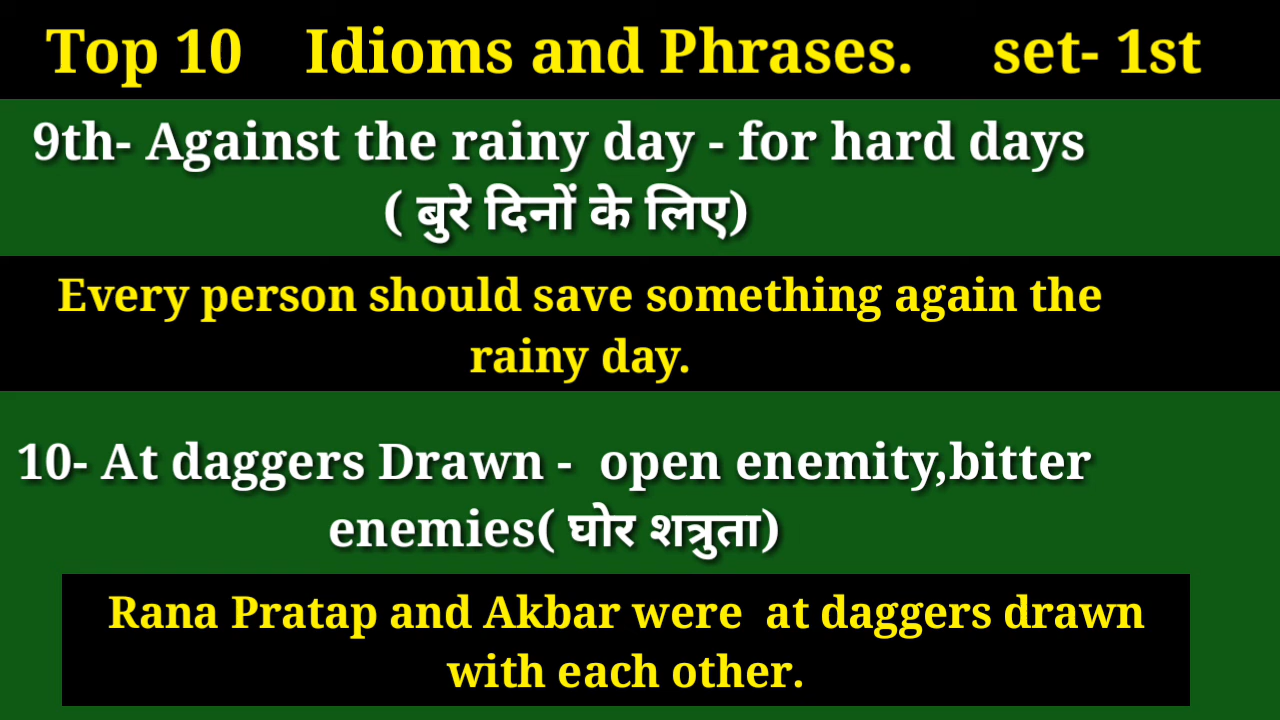 Top 10 Idioms and Phrases. set- 1st
9th- Against the rainy day - for hard days
( बुरे दिनों के लिए)
Every person should save something again the
rainy day.
10- At daggers Drawn - open enemity,bitter
enemies( घोर शत्रुता)
Rana Pratap and Akbar were at daggers drawn
with each other.